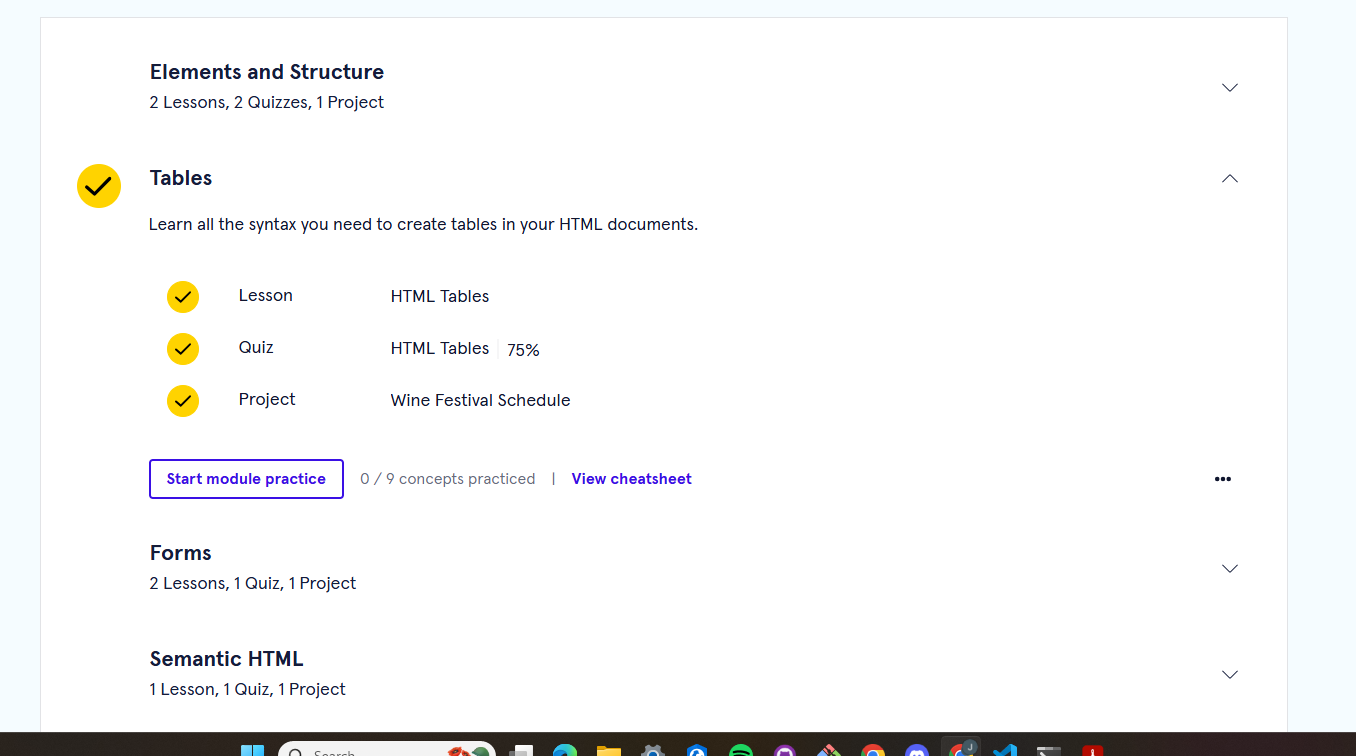 Elements and Structure
2 Lessons, 2 Quizzes, 1 Project
Tables
Learn all the syntax you need to create tables in your HTML documents.
Lesson HTML Tables
Quiz HTML Tables 75%
Project Wine Festival Schedule
Start module practice 0 / 9 concepts practiced | View cheatsheet
Forms
2 Lessons, 1 Quiz, 1 Project
Semantic HTML
1 Lesson, 1 Quiz, 1 Project
Search
J